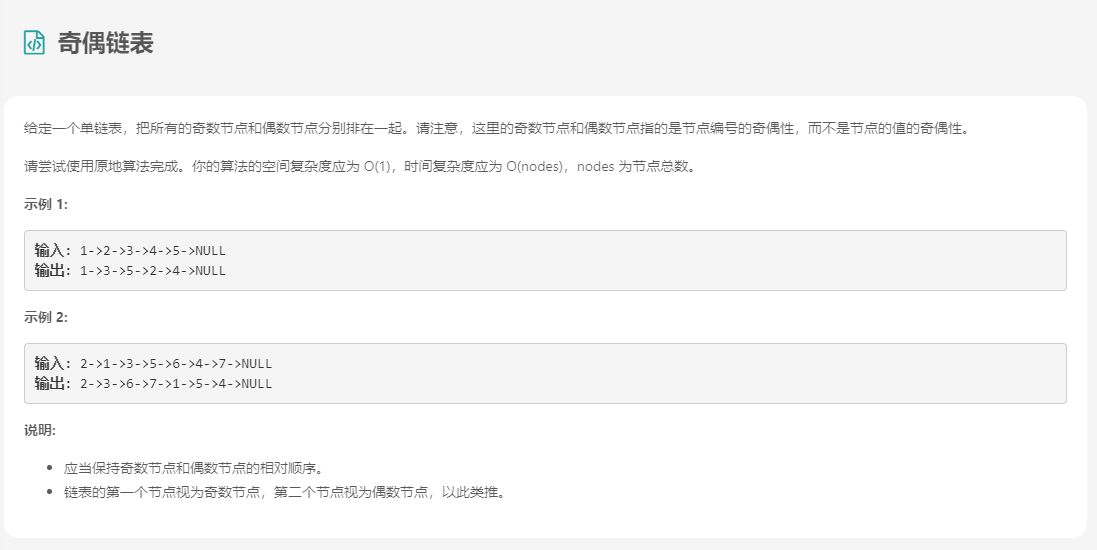 奇偶链表
给定一个单链表，把所有的奇数节点和偶数节点分别排在一起。请注意，这里的奇数节点和偶数节点指的是节点编号的奇偶性，而不是节点的值的奇偶性。
请尝试使用原地算法完成。你的算法的空间复杂度应为 O(1)，时间复杂度应为 O(nodes)，nodes 为节点总数。
示例 1:
输入: 1->2->3->4->5->NULL
输出: 1->3->5->2->4->NULL
示例 2:
输入: 2->1->3->5->6->4->7->NULL
输出: 2->3->6->7->1->5->4->NULL
说明:
应当保持奇数节点和偶数节点的相对顺序。
链表的第一个节点视为奇数节点，第二个节点视为偶数节点，以此类推。